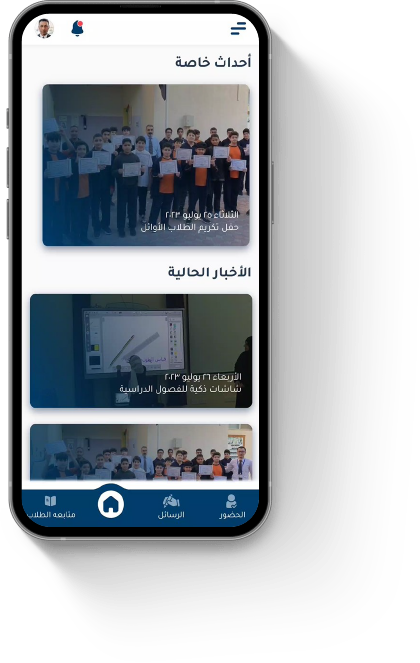 أحداث خاصة
الثلاثاء ٢٥ يوليو ٢٠٢٣
حفل تكريم الطلاب الأوائل
الأخبار الحالية
الأربعاء ٢٦ يوليو ٢٠٢٣
شاشات ذكية للفصول الدراسية
الحضور
الرسائل
متابعه الطلاب